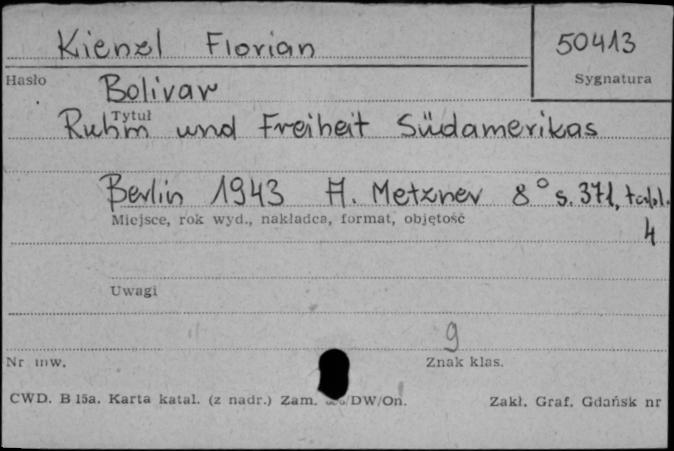 Kienzl Florian
50413
Hasło
Sygnatura
Bolivar
Tytuł
Ruhm und Freiheit Südamerikas
Berlin 1943 A. Metzner 8° s. 371, tabl.
4
Miejsce, rok wyd., nakładca, format, objętość
Uwagi
9
Nr inw.
Znak klas.
CWD. B 15a. Karta katal. (z nadr.) Zam. /DW/On.
Zakł. Graf. Gdańsk nr